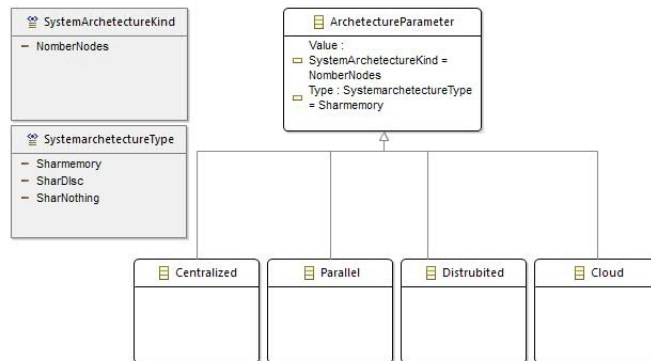 SystemArchetectureKind
NomberNodes
SystemarchetectureType
Sharmemory
SharDIsc
SharNothing
ArchetectureParameter
Value :
SystemArchetectureKind =
NomberNodes
Type : SystemarchetectureType
= Sharmemory
Centralized
Parallel
Distrubited
Cloud